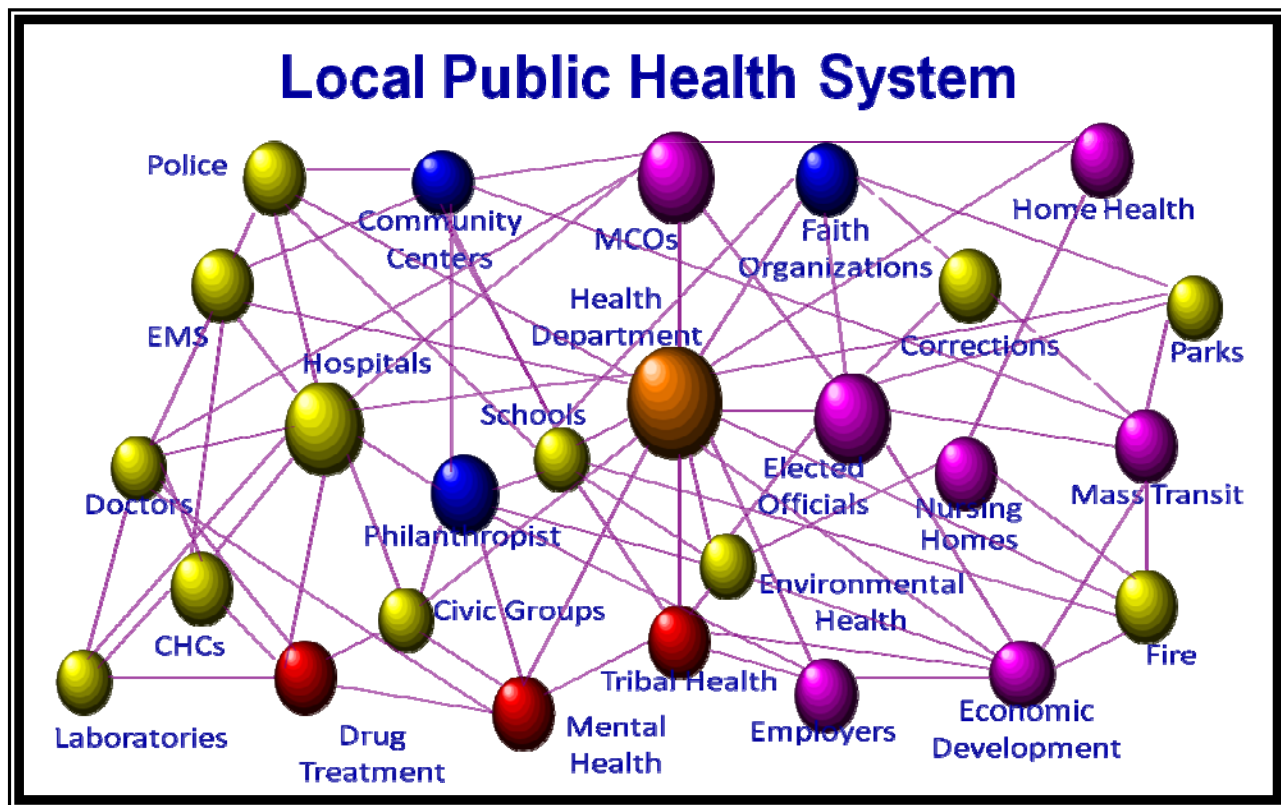 Local Public Health System
Police
Community
Centers
MCOs
Faith
Organizations
Home Health
EMS
Health
Department
Corrections
Parks
Hospitals
Schools
Doctors
Philanthropist
Elected
Officials
Nursing
Homes
Mass Transit
CHCs
Civic Groups
Environmental
Health
Fire
Laboratories
Drug
Treatment
Mental
Health
Tribal Health
Employers
Economic
Development